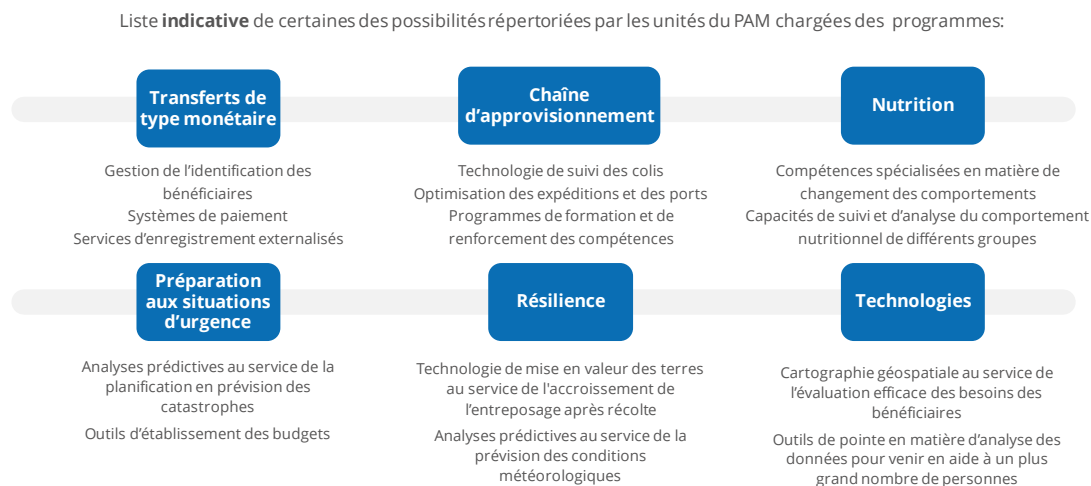 Liste indicative de certaines des possibilités répertoriées par les unités du PAM chargées des programmes:
Transferts de
type monétaire
Gestion de l’identification des
bénéficiaires
Systèmes de paiement
Services d’enregistrement externalisés
Chaîne
d’approvisionnement
Technologie de suivi des colis
Optimisation des expéditions et des ports
Programmes de formation et de
renforcement des compétences
Nutrition
Compétences spécialisées en matière de
changement des comportements
Capacités de suivi et d’analyse du comportement
nutritionnel de différents groupes
Préparation
aux situations
d’urgence
Analyses prédictives au service de la
planification en prévision des
catastrophes
Outils d’établissement des budgets
Résilience
Technologie de mise en valeur des terres
au service de l'accroissement de
l’entreposage après récolte
Analyses prédictives au service de la
prévision des conditions
météorologiques
Technologies
Cartographie géospatiale au service de
l’évaluation efficace des besoins des
bénéficiaires
Outils de pointe en matière d’analyse des
données pour venir en aide à un plus
grand nombre de personnes